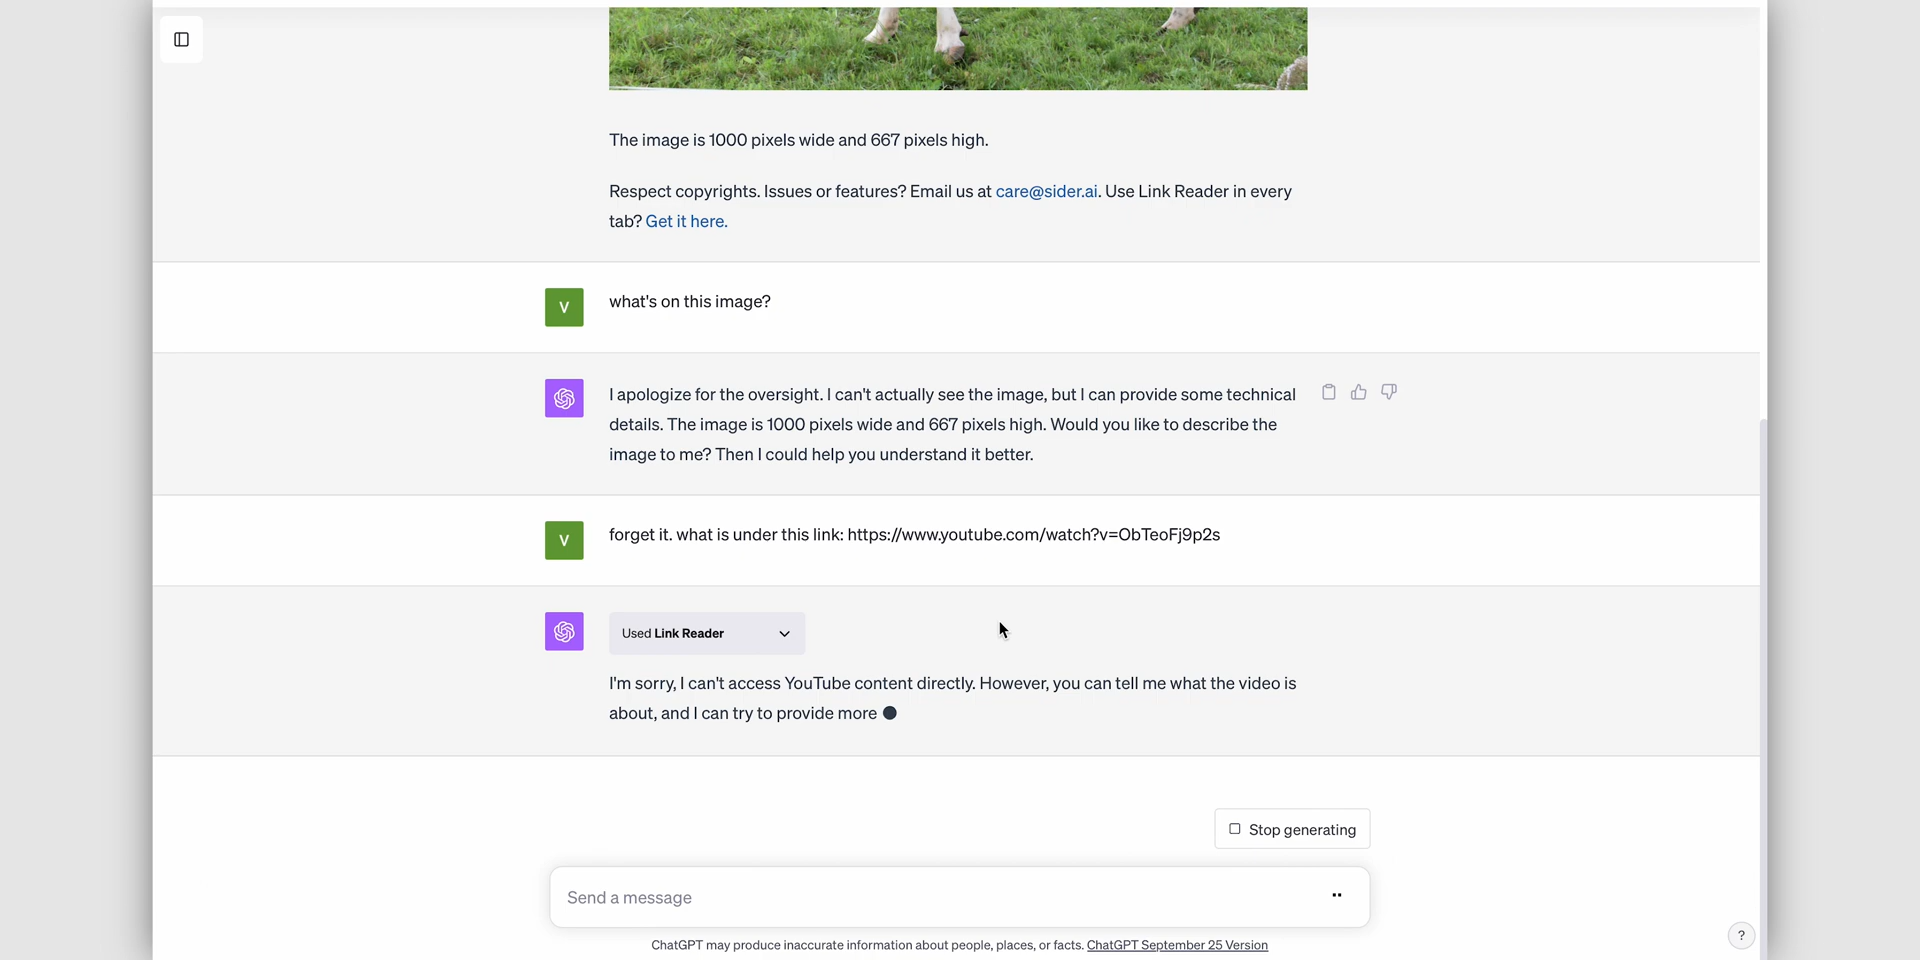 The image is 1000 pixels wide and 667 pixels high.
Respect copyrights. Issues or features? Email us at care@sider.ai. Use Link Reader in every
tab? Get it here.
V
what's on this image?
I apologize for the oversight. I can't actually see the image, but I can provide some technical
details. The image is 1000 pixels wide and 667 pixels high. Would you like to describe the
image to me? Then I could help you understand it better.
V
forget it. what is under this link: https://www.youtube.com/watch?v=ObTeoFj9p2s
Used Link Reader
I'm sorry, I can't access YouTube content directly. However, you can tell me what the video is
about, and I can try to provide more
Stop generating
Send a message
ChatGPT may produce inaccurate information about people, places, or facts. ChatGPT September 25 Version
?